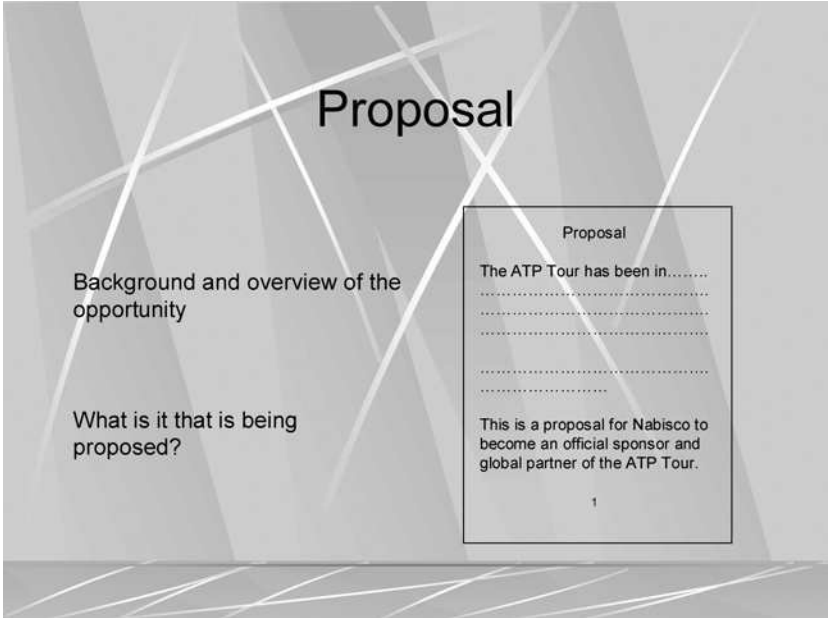 Proposal
Background and overview of the
opportunity
What is it that is being
proposed?
Proposal
The ATP Tour has been in……..
…………………………………
…………………………………
…………………………………
…………………………………
………………….
This is a proposal for Nabisco to
become an official sponsor and
global partner of the ATP Tour.
1